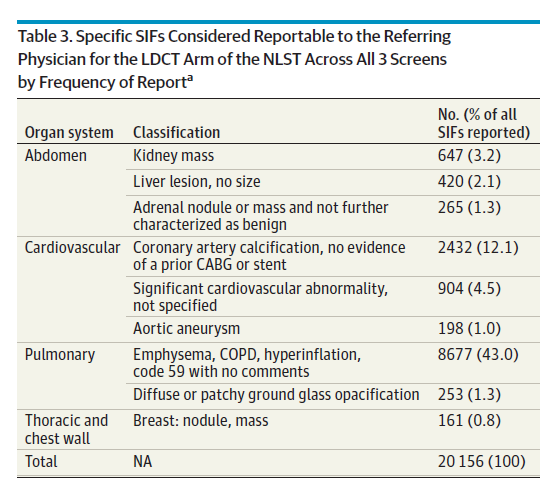 Table 3. Specific SIFs Considered Reportable to the Referring
Physician for the LDCT Arm of the NLST Across All 3 Screens
by Frequency of Reportᵃ
Organ system Classification No. (% of all SIFs reported)
Abdomen Kidney mass 647 (3.2)
Liver lesion, no size 420 (2.1)
Adrenal nodule or mass and not further 265 (1.3)
characterized as benign
Cardiovascular Coronary artery calcification, no evidence 2432 (12.1)
of a prior CABG or stent
Significant cardiovascular abnormality, 904 (4.5)
not specified
Aortic aneurysm 198 (1.0)
Pulmonary Emphysema, COPD, hyperinflation, 8677 (43.0)
code 59 with no comments
Diffuse or patchy ground glass opacification 253 (1.3)
Thoracic and Breast: nodule, mass 161 (0.8)
chest wall
Total NA 20 156 (100)